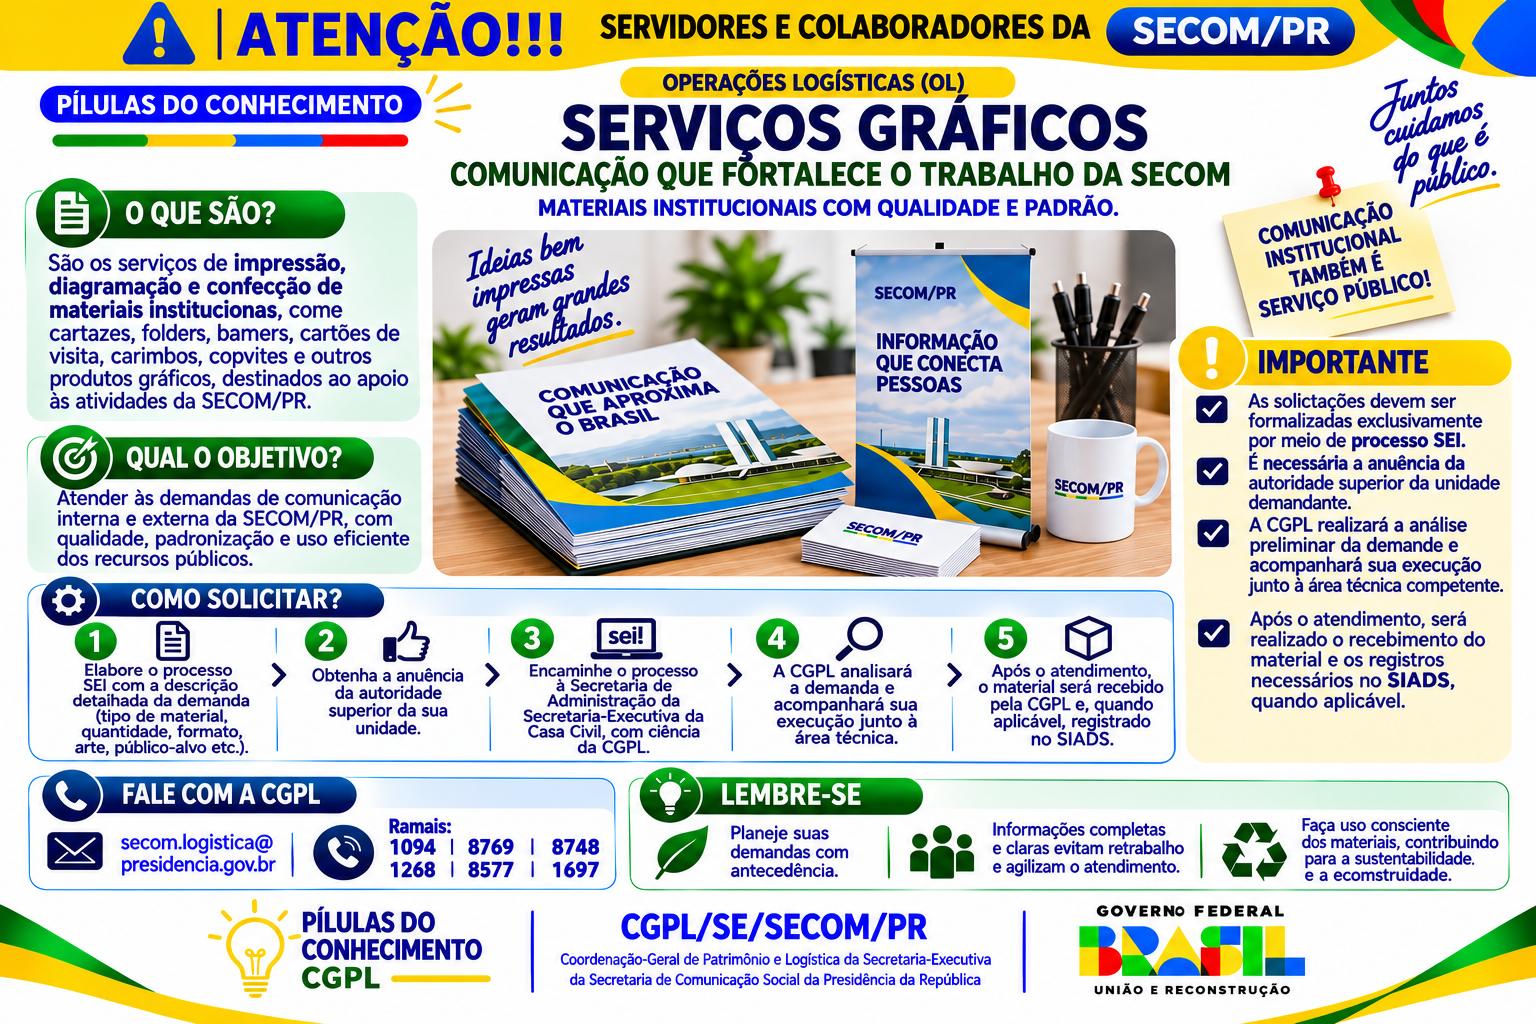 ATENÇÃO!!!
SERVIDORES E COLABORADORES DA
SECOM/PR
PÍLULAS DO CONHECIMENTO
OPERAÇÕES LOGÍSTICAS (OL)
SERVIÇOS GRÁFICOS
COMUNICAÇÃO QUE FORTALECE O TRABALHO DA SECOM
MATERIAIS INSTITUCIONAIS COM QUALIDADE E PADRÃO.
Juntos
cuidamos
do que é
público.
COMUNICAÇÃO
INSTITUCIONAL
TAMBÉM É
SERVIÇO PÚBLICO!
O QUE SÃO?
São os serviços de impressão,
diagramação e confecção de
materiais institucionas, como
cartazes, folders, bamers, cartões de
visita, carimbos, copvites e outros
produtos gráficos, destinados ao apoio
às atividades da SECOM/PR.
QUAL O OBJETIVO?
Atender às demandas de comunicação
interna e externa da SECOM/PR, com
qualidade, padronização e uso eficiente
dos recursos públicos.
Ideias bem
impressas
geram grandes
resultados.
COMUNICAÇÃO
QUE APROXIMA
O BRASIL
SECOM/PR
INFORMAÇÃO
QUE CONECTA
PESSOAS
SECOM/PR
SECOM/PR
IMPORTANTE
As solictações devem ser
formalizadas exclusivamente
por meio de processo SEI.
É necessária a anuência da
autoridade superior da unidade
demandante.
A CGPL realizará a análise
preliminar da demande e
acompanhará sua execução
junto à área técnica competente.
Após o atendimento, será
realizado o recebimento do
material e os registros
necessários no SIADS,
quando aplicável.
COMO SOLICITAR?
1
Elabore o processo
SEI com a descrição
detaihada da demanda
(tipo de material,
quantidade, formato,
arte, público-alvo etc.).
2
Obtenha a anuência
da autoridade
superior da sua
unidade.
3
sei!
Encaminhe o processo
à Secretaria de
Administração da
Secretaria-Executiva da
Casa Civil, com ciência
da CGPL.
4
A CGPL analisará
a demanda e
acompanhará sua
execução junto à
área técnica.
5
Após o atendimento,
o material será recebido
pela CGPL e, quando
aplicável, registrado
no SIADS.
FALE COM A CGPL
secom.logistica@
presidencia.gov.br
Ramais:
1094 | 8769 | 8748
1268 | 8577 | 1697
LEMBRE-SE
Planeje suas
demandas com
antecedência.
Informações completas
e claras evitam retrabalho
e agilizam o atendimento.
Faça uso consciente
dos materiais, contribuindo
para a sustentabilidade.
e a ecomstruidade.
PÍLULAS DO
CONHECIMENTO
CGPL
CGPL/SE/SECOM/PR
Coordenação-Geral de Patrimônio e Logística da Secretaria-Executiva
da Secretaria de Comunicação Social da Presidência da República
GOVERNO FEDERAL
BRASIL
UNIÃO E RECONSTRUÇÃO